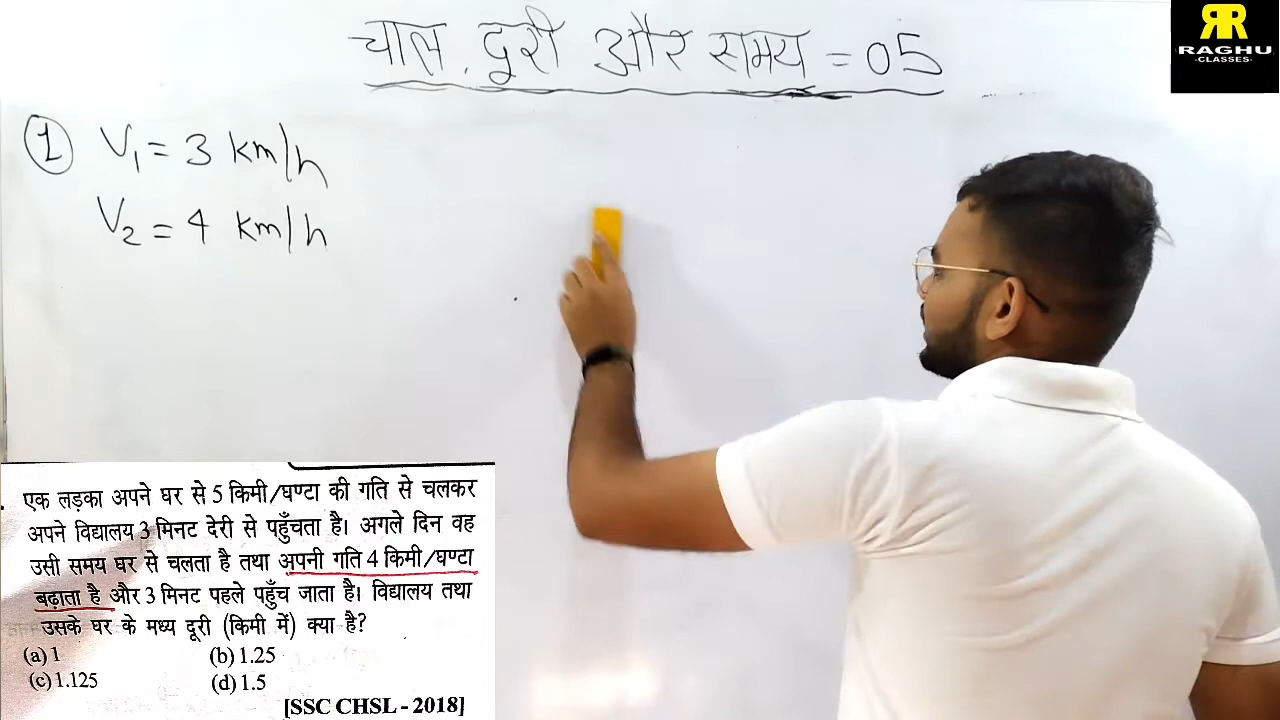 चाल, दूरी और समय = 05
RR
RAGHU
-CLASSES-
① V₁ = 3 km/h
V₂ = 4 km/h
एक लड़का अपने घर से 5 किमी/घण्टा की गति से चलकर
अपने विद्यालय 3 मिनट देरी से पहुँचता है। अगले दिन वह
उसी समय घर से चलता है तथा अपनी गति 4 किमी/घण्टा
बढ़ाता है और 3 मिनट पहले पहुँच जाता है। विद्यालय तथा
उसके घर के मध्य दूरी (किमी में) क्या है?
(a) 1 (b) 1.25
(c) 1.125 (d) 1.5
[SSC CHSL - 2018]